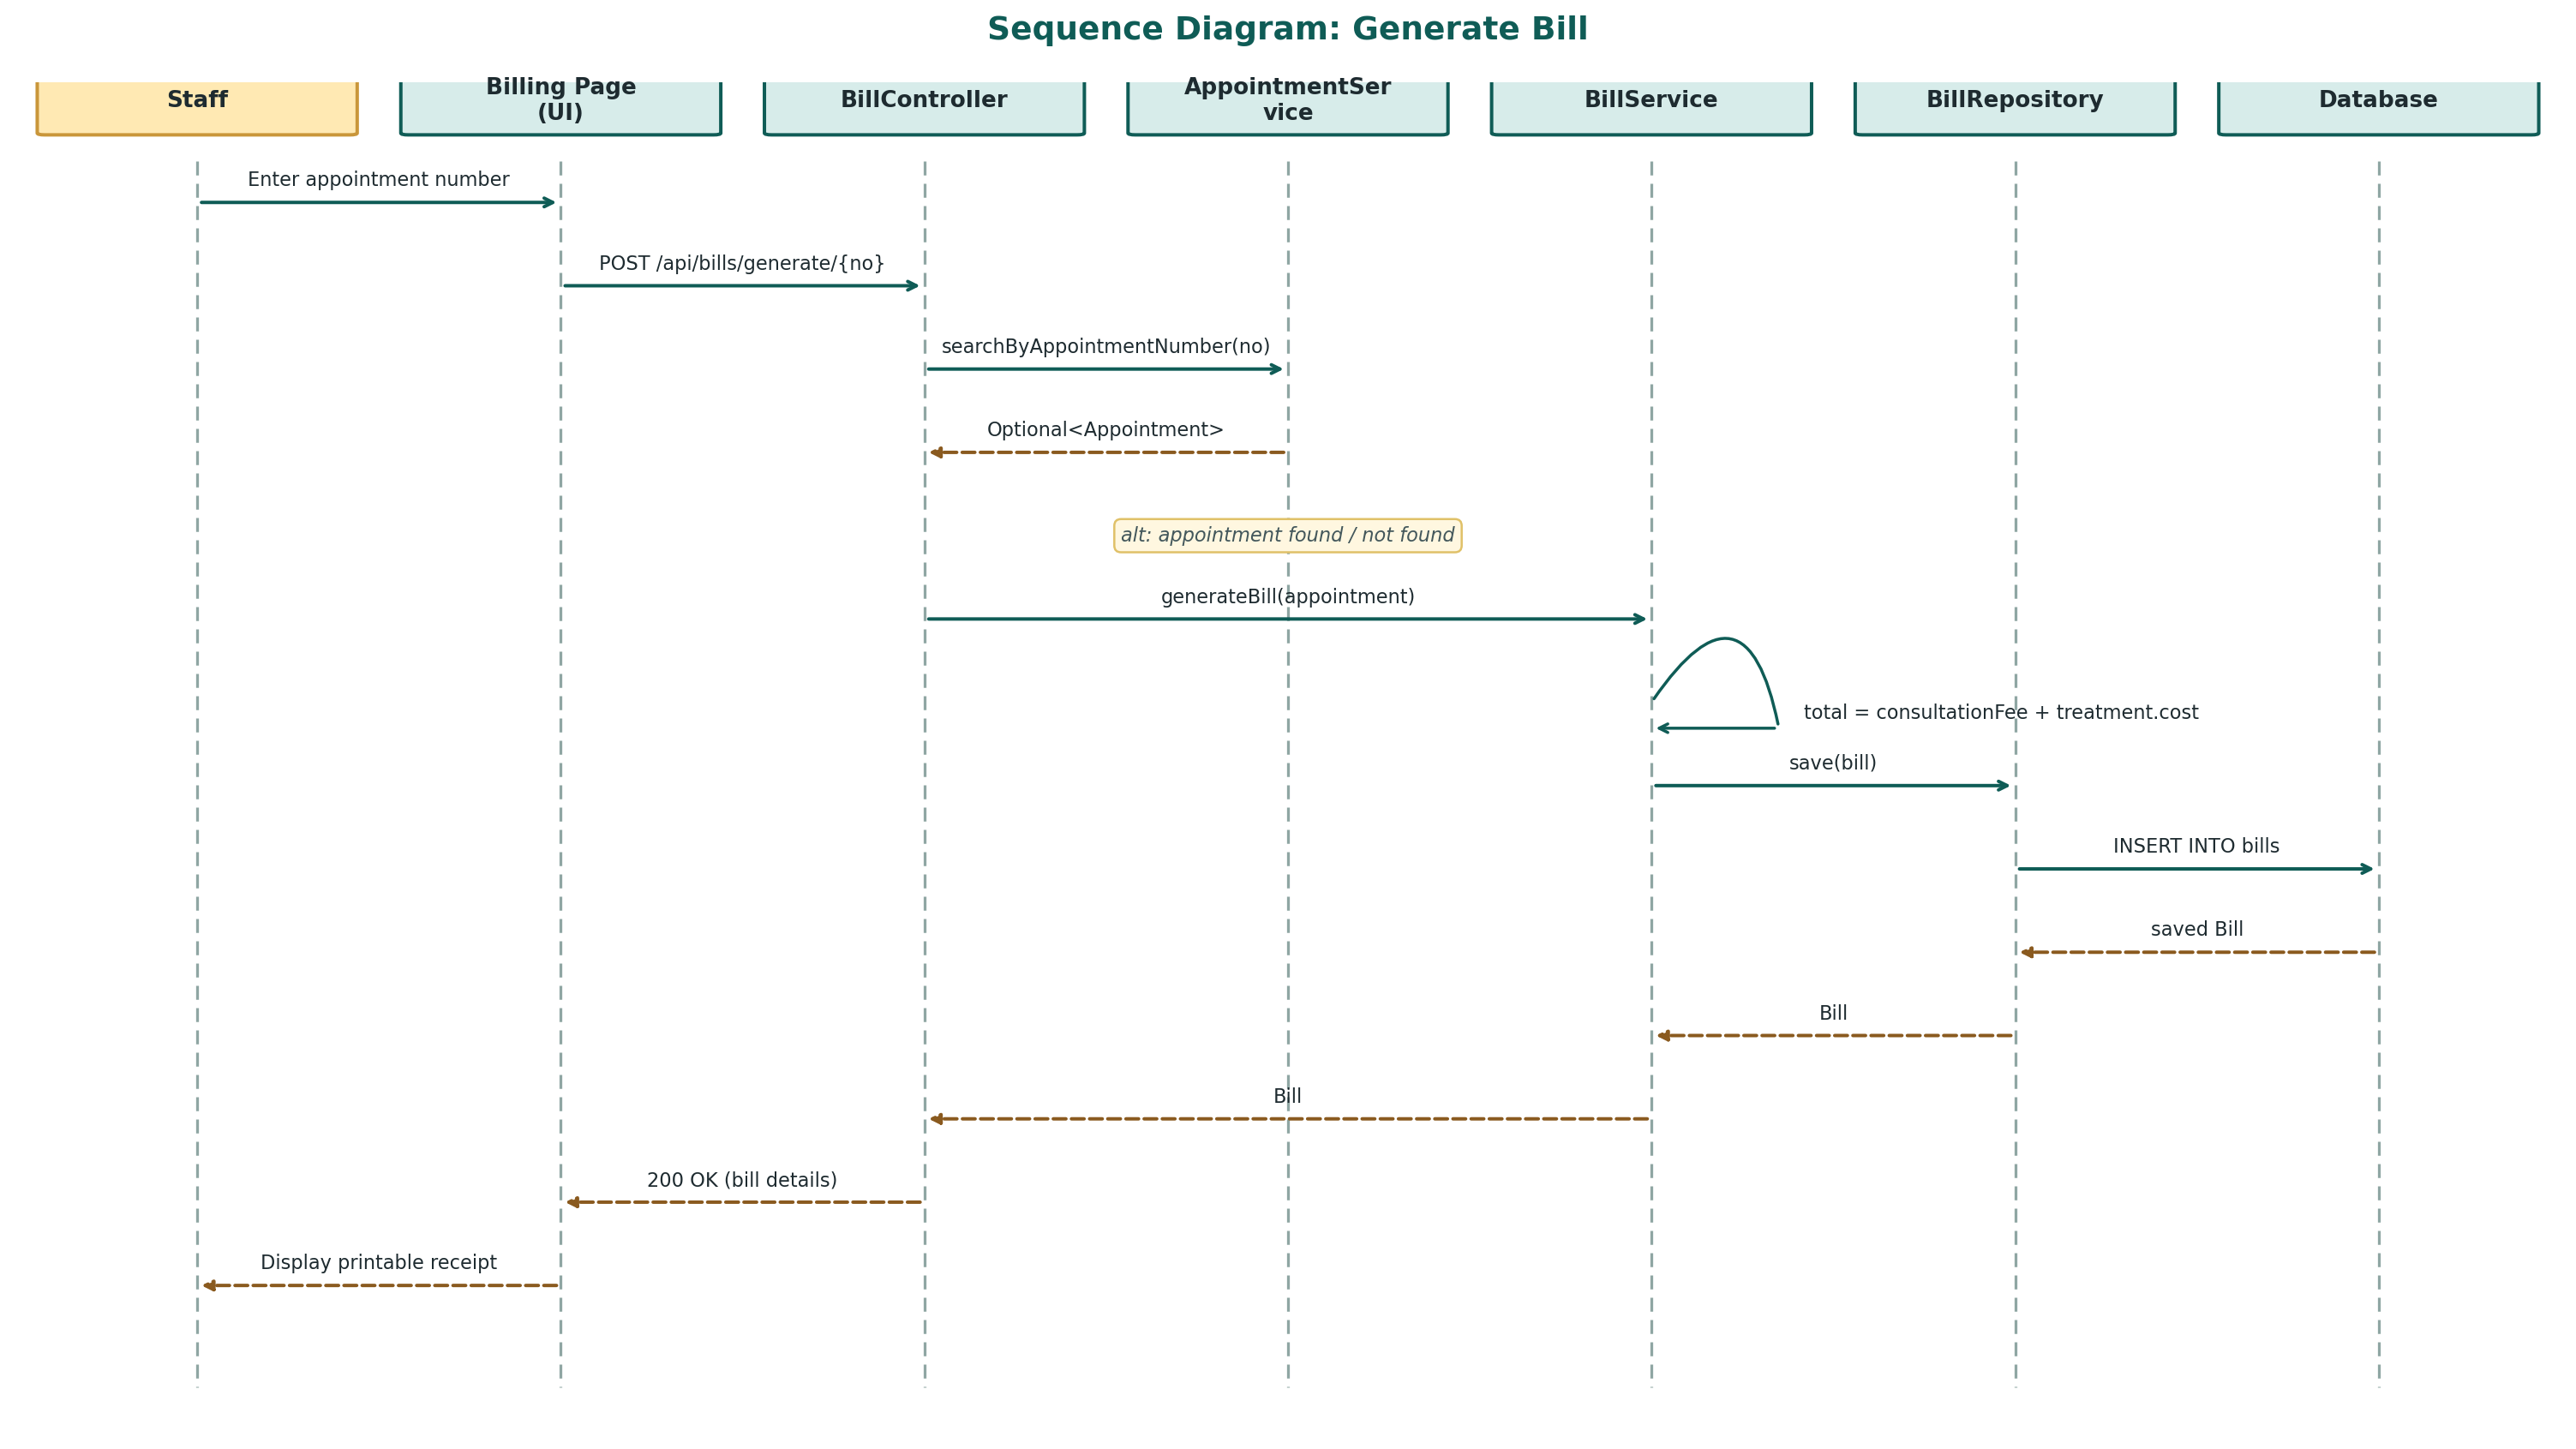 Sequence Diagram: Generate Bill
Staff
Billing Page
(UI)
BillController
AppointmentSer
vice
BillService
BillRepository
Database
Enter appointment number
POST /api/bills/generate/{no}
searchByAppointmentNumber(no)
Optional<Appointment>
alt: appointment found / not found
generateBill(appointment)
total = consultationFee + treatment.cost
save(bill)
INSERT INTO bills
saved Bill
Bill
Bill
200 OK (bill details)
Display printable receipt